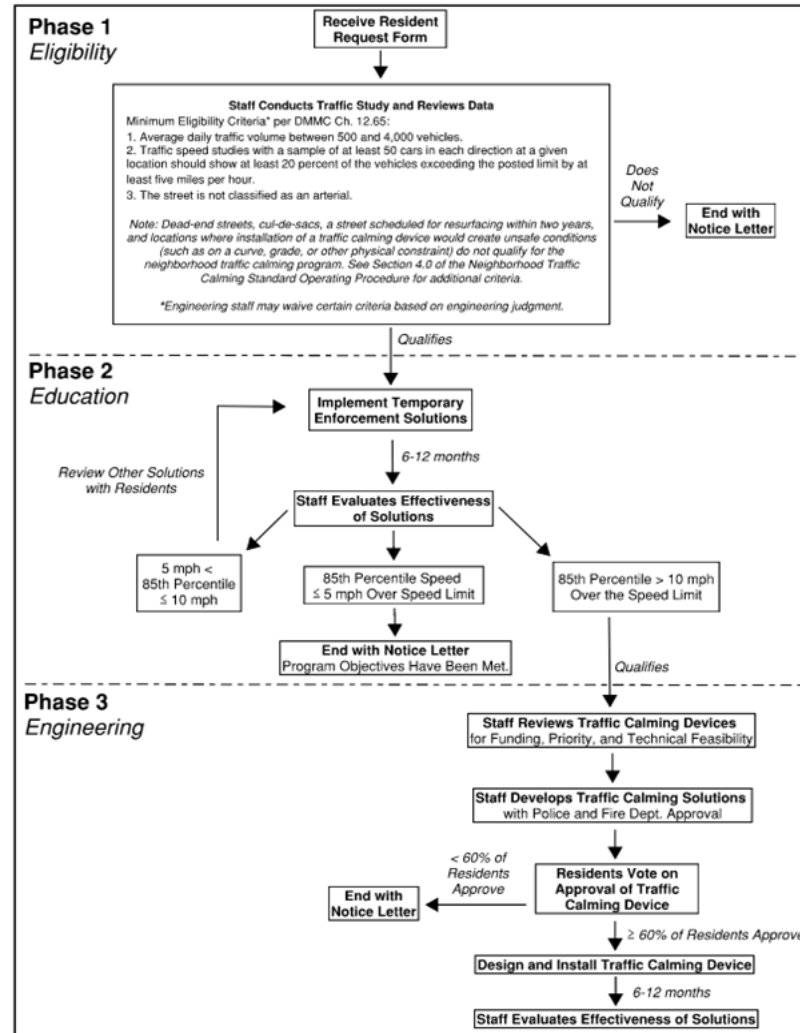 Phase 1
Eligibility
Receive Resident
Request Form
Staff Conducts Traffic Study and Reviews Data
Minimum Eligibility Criteria* per DMMC Ch. 12.65:
1. Average daily traffic volume between 500 and 4,000 vehicles.
2. Traffic speed studies with a sample of at least 50 cars in each direction at a given
location should show at least 20 percent of the vehicles exceeding the posted limit by at
least five miles per hour.
3. The street is not classified as an arterial.
Note: Dead-end streets, cul-de-sacs, a street scheduled for resurfacing within two years,
and locations where installation of a traffic calming device would create unsafe conditions
(such as on a curve, grade, or other physical constraint) do not qualify for the
neighborhood traffic calming program. See Section 4.0 of the Neighborhood Traffic
Calming Standard Operating Procedure for additional criteria.
*Engineering staff may waive certain criteria based on engineering judgment.
Does
Not
Qualify
End with
Notice Letter
Qualifies
Phase 2
Education
Implement Temporary
Enforcement Solutions
6-12 months
Review Other Solutions
with Residents
Staff Evaluates Effectiveness
of Solutions
5 mph <
85th Percentile
≤ 10 mph
85th Percentile Speed
≤ 5 mph Over Speed Limit
85th Percentile > 10 mph
Over the Speed Limit
End with Notice Letter
Program Objectives Have Been Met.
Qualifies
Phase 3
Engineering
Staff Reviews Traffic Calming Devices
for Funding, Priority, and Technical Feasibility
Staff Develops Traffic Calming Solutions
with Police and Fire Dept. Approval
< 60% of
Residents
Approve
Residents Vote on
Approval of Traffic
Calming Device
End with
Notice Letter
≥ 60% of Residents Approve
Design and Install Traffic Calming Device
6-12 months
Staff Evaluates Effectiveness of Solutions